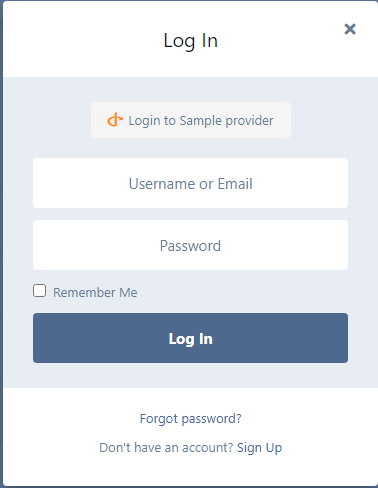 Log In
Login to Sample provider
Username or Email
Password
Remember Me
Log In
Forgot password?
Don't have an account? Sign Up